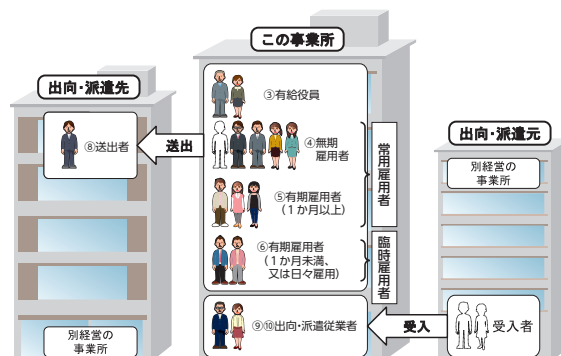 この事業所
出向・派遣先
出向・派遣元
③有給役員
⑧送出者
送出
④無期
雇用者
常用雇用者
別経営の
事業所
⑤有期雇用者
(1か月以上)
⑥有期雇用者
(1か月未満、
又は日々雇用)
臨時雇用者
⑨⑩出向・派遣従業者
受入
受入者
別経営の
事業所